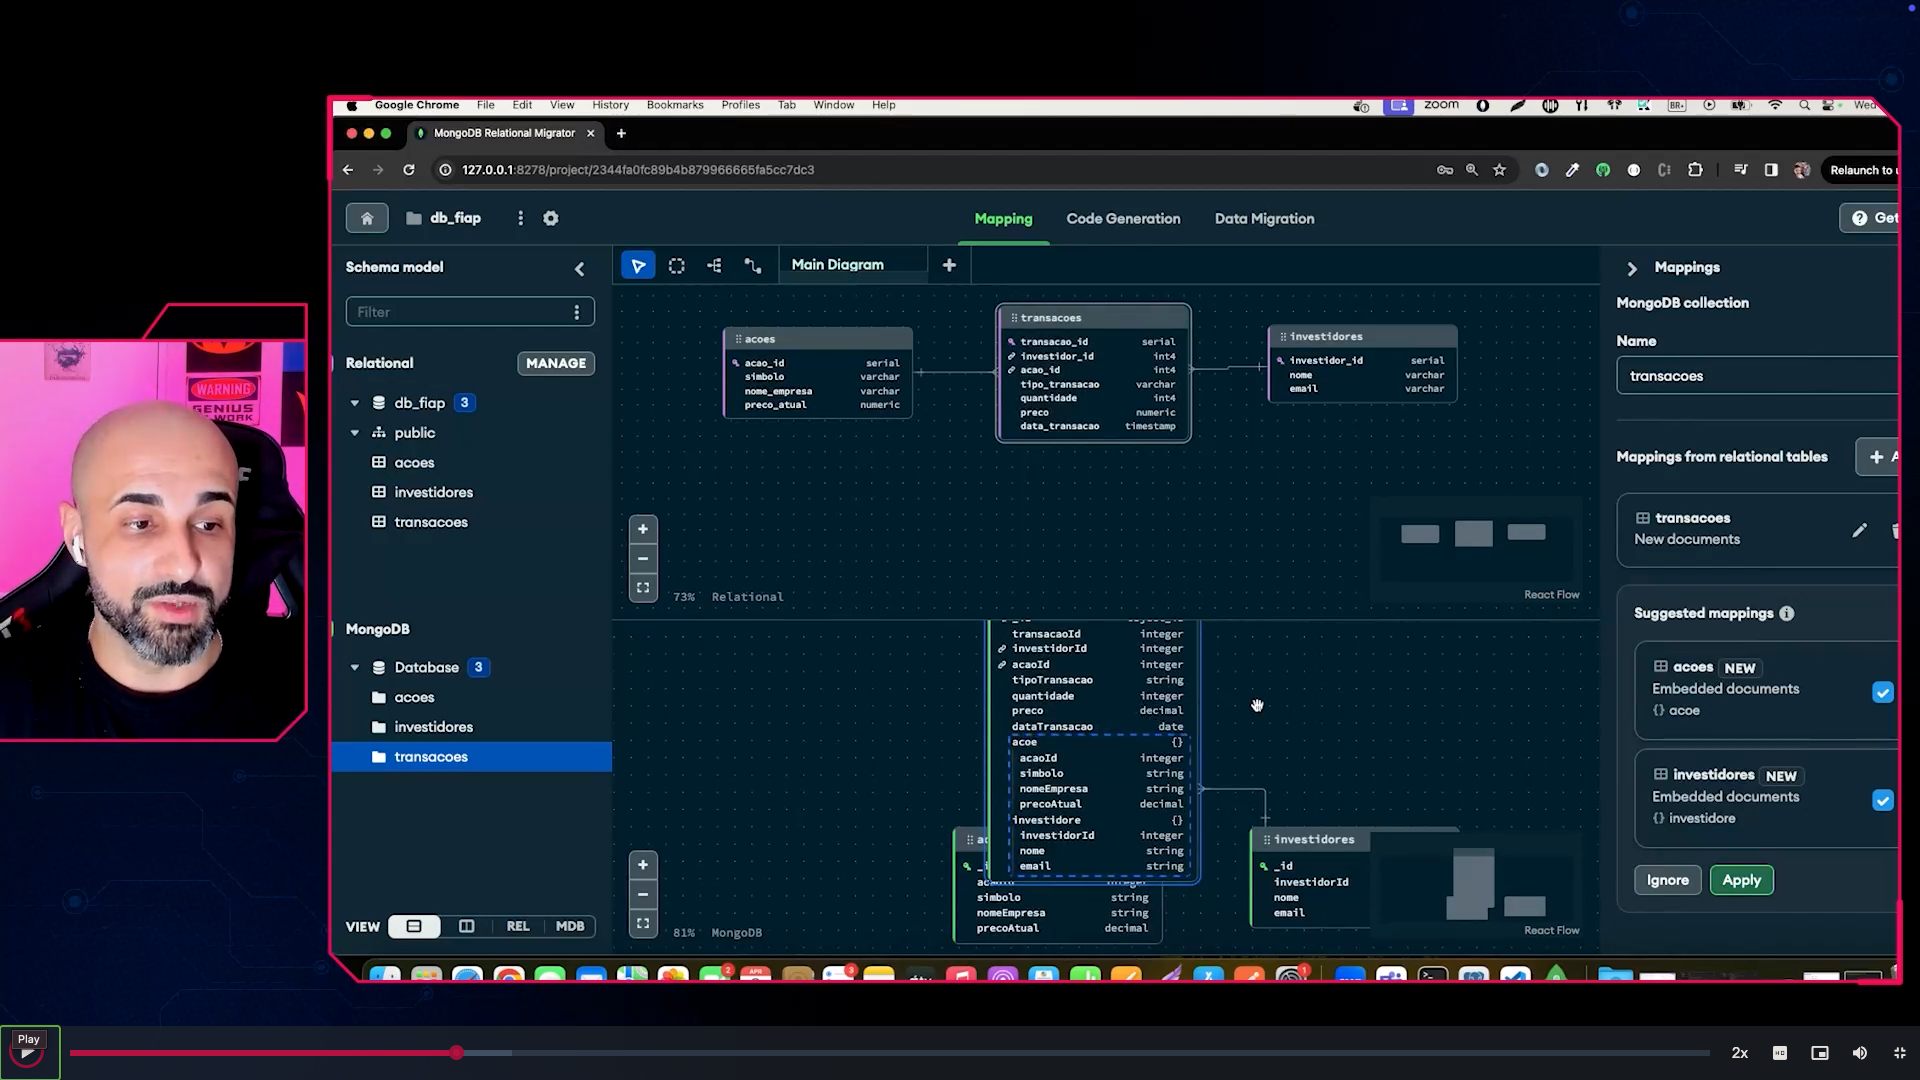 Google Chrome File Edit View History Bookmarks Profiles Tab Window Help
zoom
Wed
MongoDB Relational Migrator
127.0.0.1:8278/project/2344fa0fc89b4b879966665fa5cc7dc3
Relaunch to u
db_fiap
Mapping
Code Generation
Data Migration
Get
Schema model
Main Diagram
Mappings
Filter
MongoDB collection
Name
transacoes
Relational
MANAGE
db_fiap 3
public
acoes
investidores
transacoes
acoes
acao_id serial
simbolo varchar
nome_empresa varchar
preco_atual numeric
transacoes
transacao_id serial
investidor_id int4
acao_id int4
tipo_transacao varchar
quantidade int4
preco numeric
data_transacao timestamp
investidores
investidor_id serial
nome varchar
email varchar
Mappings from relational tables
+ A
transacoes
New documents
73% Relational
React Flow
WARNING
GENIUS
WORK
MongoDB
Database 3
acoes
investidores
transacoes
transacaoId integer
investidorId integer
acaoId integer
tipoTransacao string
quantidade integer
preco decimal
dataTransacao date
acoe {}
acaoId integer
simbolo string
nomeEmpresa string
precoAtual decimal
investidore {}
investidorId integer
nome string
email string
simbolo string
nomeEmpresa string
precoAtual decimal
investidores
_id
investidorId
nome
email
Suggested mappings
acoes NEW
Embedded documents
{} acoe
investidores NEW
Embedded documents
{} investidore
Ignore
Apply
VIEW
REL
MDB
81% MongoDB
React Flow
Play
2x
HD